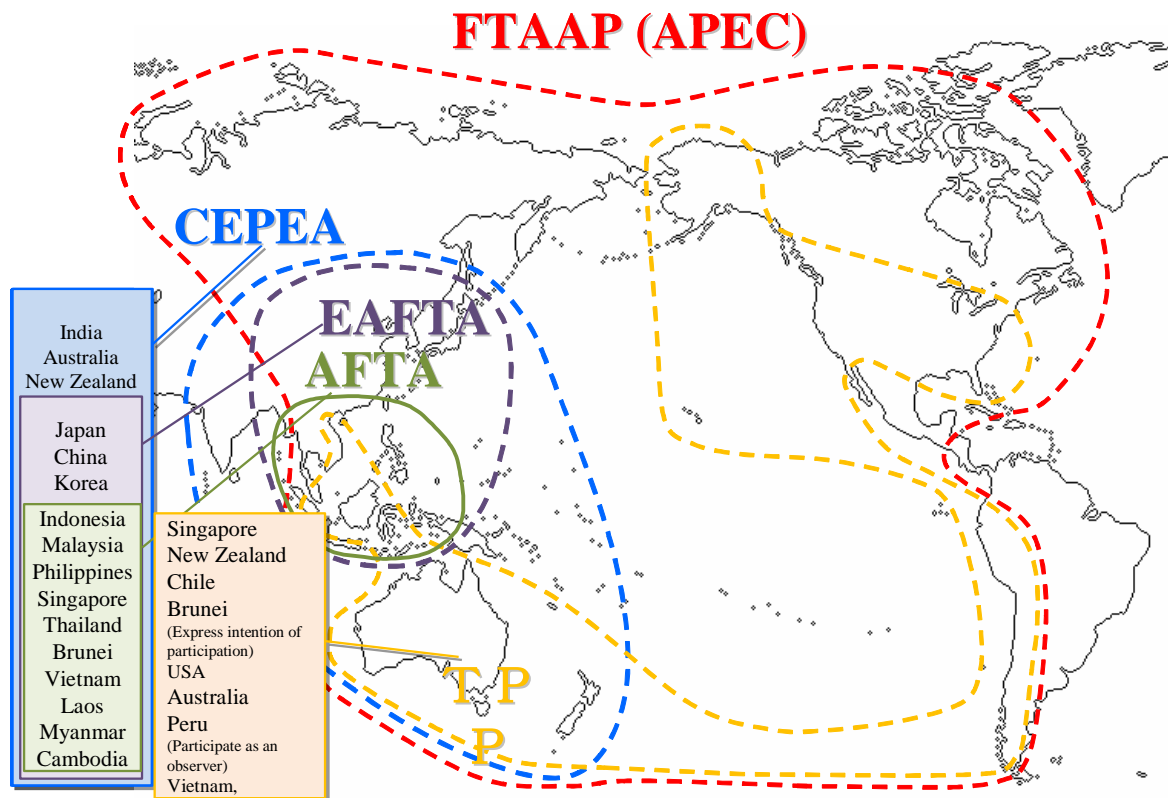 FTAAP (APEC)
CEPEA
EAFTA
AFTA
India
Australia
New Zealand
Japan
China
Korea
Indonesia
Malaysia
Philippines
Singapore
Thailand
Brunei
Vietnam
Laos
Myanmar
Cambodia
Singapore
New Zealand
Chile
Brunei
(Express intention of
participation)
USA
Australia
Peru
(Participate as an
observer)
Vietnam,
T P
P